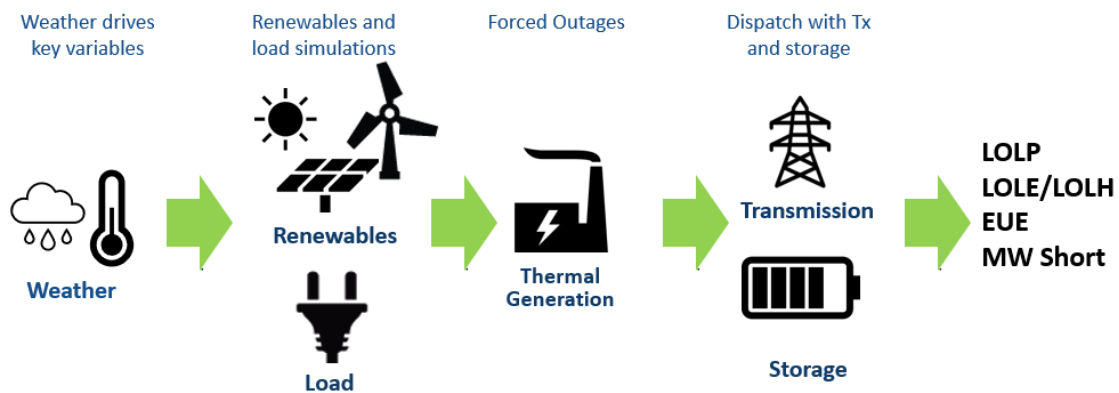 Weather drives
key variables
Renewables and
load simulations
Forced Outages
Dispatch with Tx
and storage
Weather
Renewables
Load
Thermal
Generation
Transmission
Storage
LOLP
LOLE/LOLH
EUE
MW Short